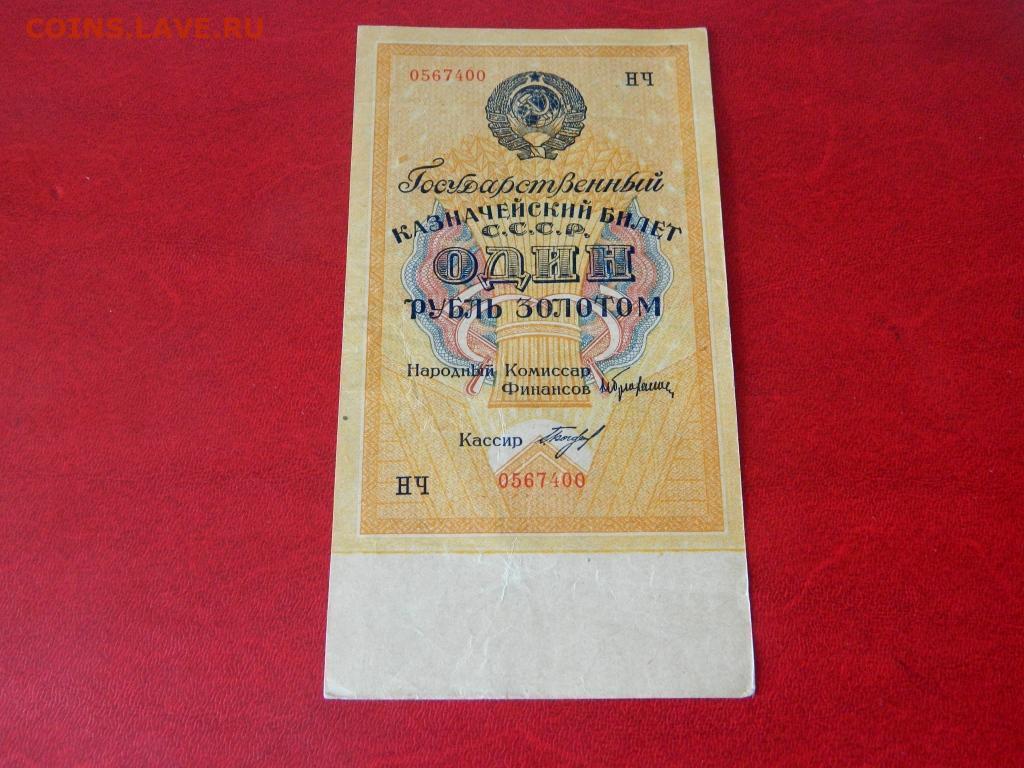 COINS.LAVE.RU
0567400 НЧ
Государственный
КАЗНАЧЕЙСКИЙ БИЛЕТ
С.С.С.Р.
ОДИН
РУБЛЬ ЗОЛОТОМ
Народный Комиссар
Финансов
Кассир
НЧ 0567400